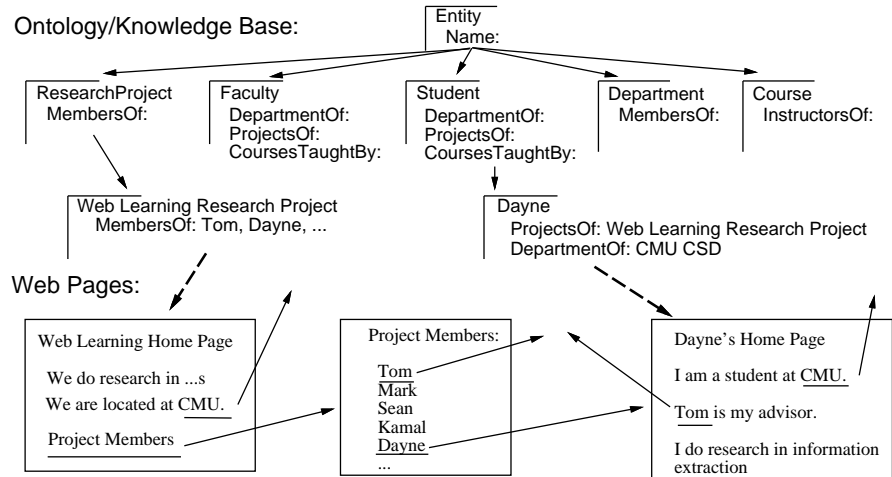 Ontology/Knowledge Base:
Entity
Name:
ResearchProject
MembersOf:
Faculty
DepartmentOf:
ProjectsOf:
CoursesTaughtBy:
Student
DepartmentOf:
ProjectsOf:
CoursesTaughtBy:
Department
MembersOf:
Course
InstructorsOf:
Web Learning Research Project
MembersOf: Tom, Dayne, ...
Dayne
ProjectsOf: Web Learning Research Project
DepartmentOf: CMU CSD
Web Pages:
Web Learning Home Page
We do research in ...s
We are located at CMU.
Project Members
Project Members:
Tom
Mark
Sean
Kamal
Dayne
...
Dayne's Home Page
I am a student at CMU.
Tom is my advisor.
I do research in information
extraction